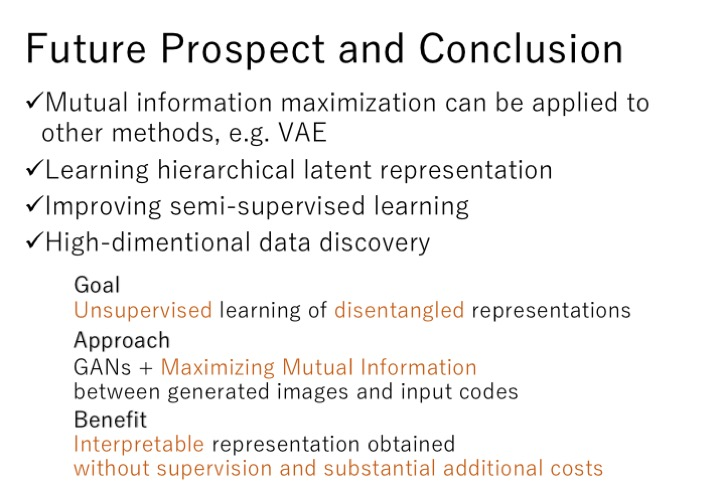 Future Prospect and Conclusion
✓Mutual information maximization can be applied to
other methods, e.g. VAE
✓Learning hierarchical latent representation
✓Improving semi-supervised learning
✓High-dimentional data discovery
Goal
Unsupervised learning of disentangled representations
Approach
GANs + Maximizing Mutual Information
between generated images and input codes
Benefit
Interpretable representation obtained
without supervision and substantial additional costs